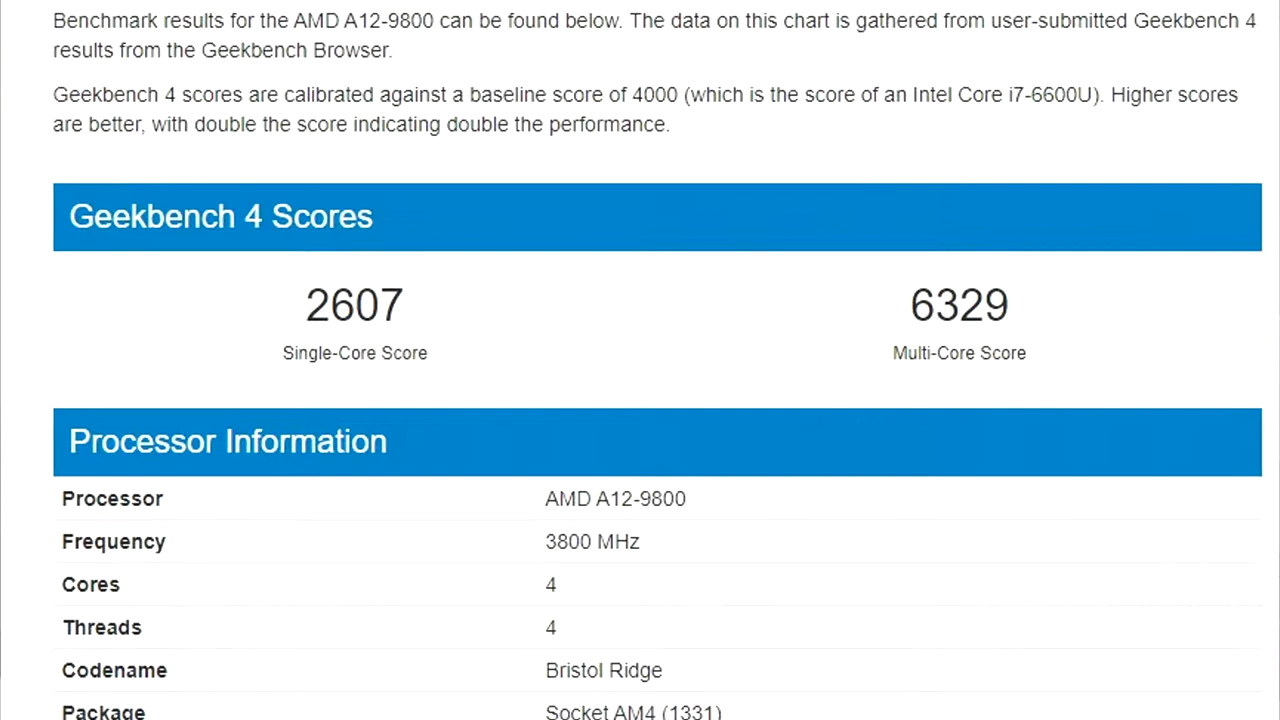 Benchmark results for the AMD A12-9800 can be found below. The data on this chart is gathered from user-submitted Geekbench 4
results from the Geekbench Browser.
Geekbench 4 scores are calibrated against a baseline score of 4000 (which is the score of an Intel Core i7-6600U). Higher scores
are better, with double the score indicating double the performance.
Geekbench 4 Scores
2607 6329
Single-Core Score Multi-Core Score
Processor Information
Processor AMD A12-9800
Frequency 3800 MHz
Cores 4
Threads 4
Codename Bristol Ridge
Package Socket AM4 (1331)